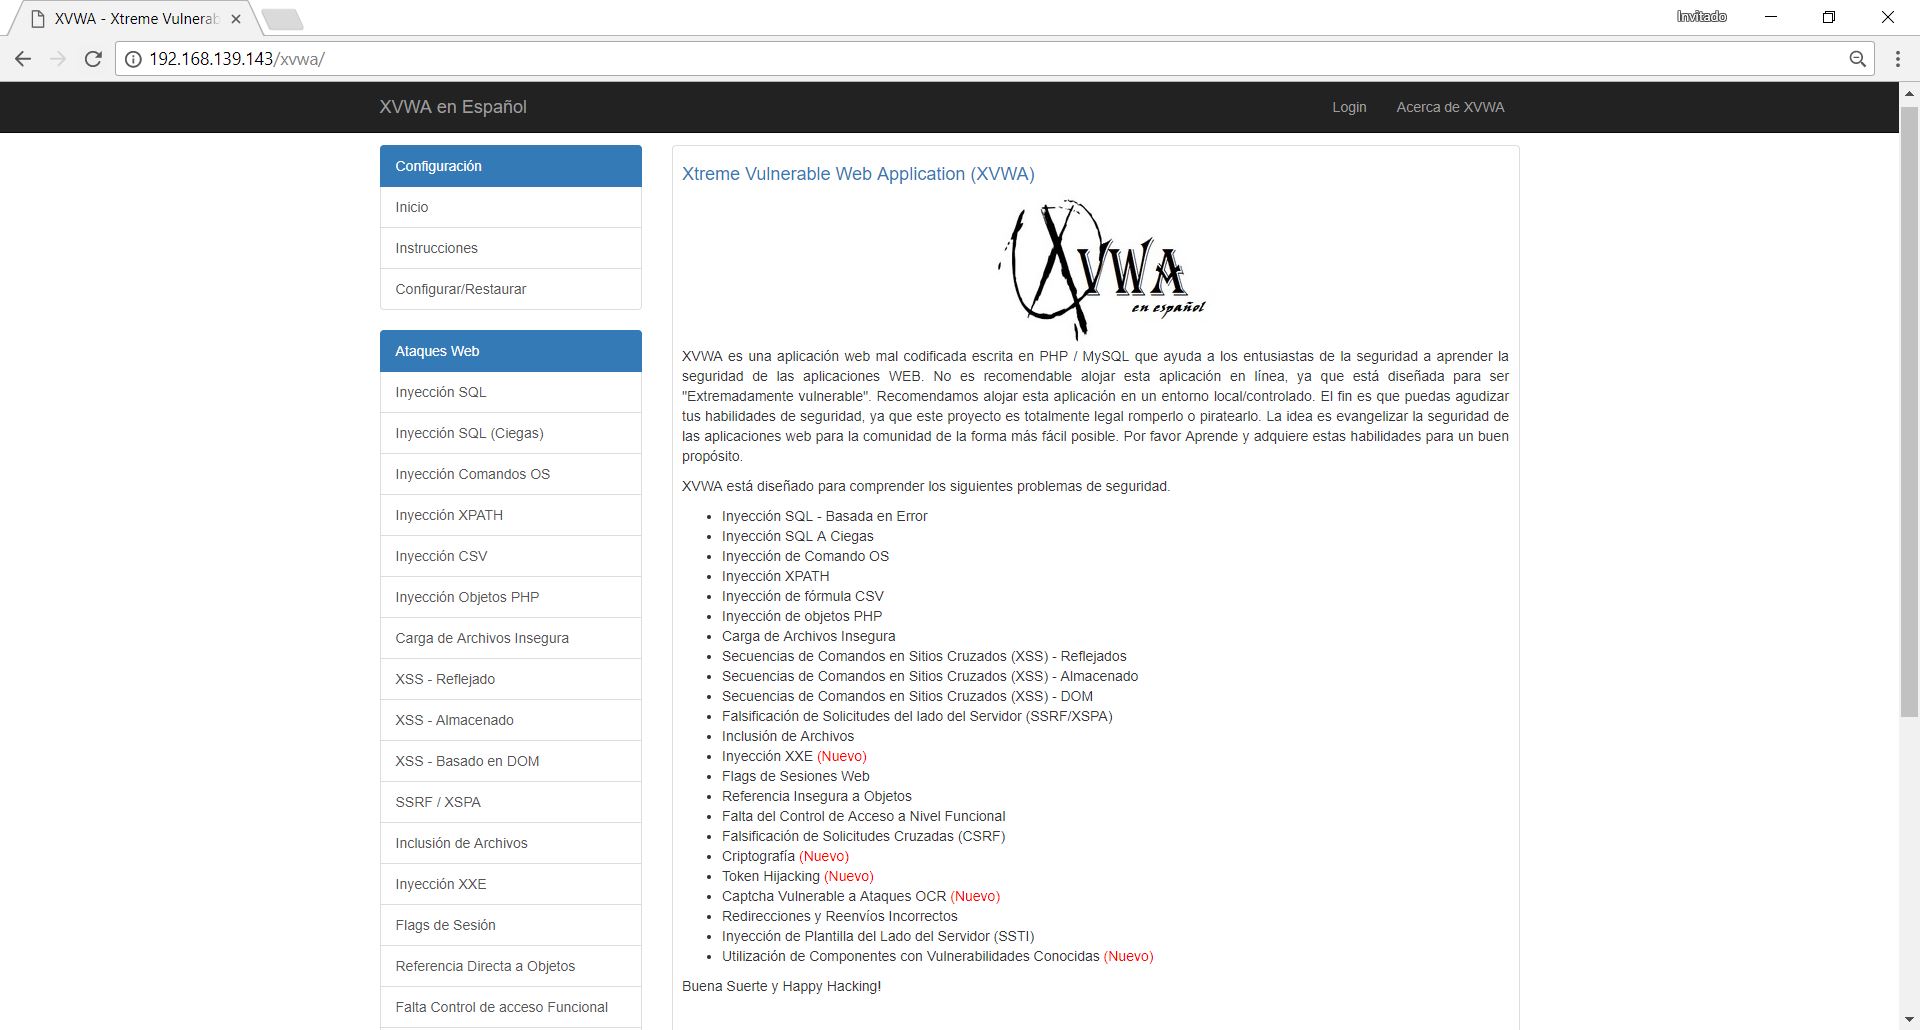 XVWA - Xtreme Vulnerab
Invitado
192.168.139.143/xvwa/
XVWA en Español
Login
Acerca de XVWA
Configuración
Inicio
Instrucciones
Configurar/Restaurar
Ataques Web
Inyección SQL
Inyección SQL (Ciegas)
Inyección Comandos OS
Inyección XPATH
Inyección CSV
Inyección Objetos PHP
Carga de Archivos Insegura
XSS - Reflejado
XSS - Almacenado
XSS - Basado en DOM
SSRF / XSPA
Inclusión de Archivos
Inyección XXE
Flags de Sesión
Referencia Directa a Objetos
Falta Control de acceso Funcional
Xtreme Vulnerable Web Application (XVWA)
XVWA
en español
XVWA es una aplicación web mal codificada escrita en PHP / MySQL que ayuda a los entusiastas de la seguridad a aprender la
seguridad de las aplicaciones WEB. No es recomendable alojar esta aplicación en línea, ya que está diseñada para ser
"Extremadamente vulnerable". Recomendamos alojar esta aplicación en un entorno local/controlado. El fin es que puedas agudizar
tus habilidades de seguridad, ya que este proyecto es totalmente legal romperlo o piratearlo. La idea es evangelizar la seguridad de
las aplicaciones web para la comunidad de la forma más fácil posible. Por favor Aprende y adquiere estas habilidades para un buen
propósito.
XVWA está diseñado para comprender los siguientes problemas de seguridad.
• Inyección SQL - Basada en Error
• Inyección SQL A Ciegas
• Inyección de Comando OS
• Inyección XPATH
• Inyección de fórmula CSV
• Inyección de objetos PHP
• Carga de Archivos Insegura
• Secuencias de Comandos en Sitios Cruzados (XSS) - Reflejados
• Secuencias de Comandos en Sitios Cruzados (XSS) - Almacenado
• Secuencias de Comandos en Sitios Cruzados (XSS) - DOM
• Falsificación de Solicitudes del lado del Servidor (SSRF/XSPA)
• Inclusión de Archivos
• Inyección XXE (Nuevo)
• Flags de Sesiones Web
• Referencia Insegura a Objetos
• Falta del Control de Acceso a Nivel Funcional
• Falsificación de Solicitudes Cruzadas (CSRF)
• Criptografía (Nuevo)
• Token Hijacking (Nuevo)
• Captcha Vulnerable a Ataques OCR (Nuevo)
• Redirecciones y Reenvíos Incorrectos
• Inyección de Plantilla del Lado del Servidor (SSTI)
• Utilización de Componentes con Vulnerabilidades Conocidas (Nuevo)
Buena Suerte y Happy Hacking!